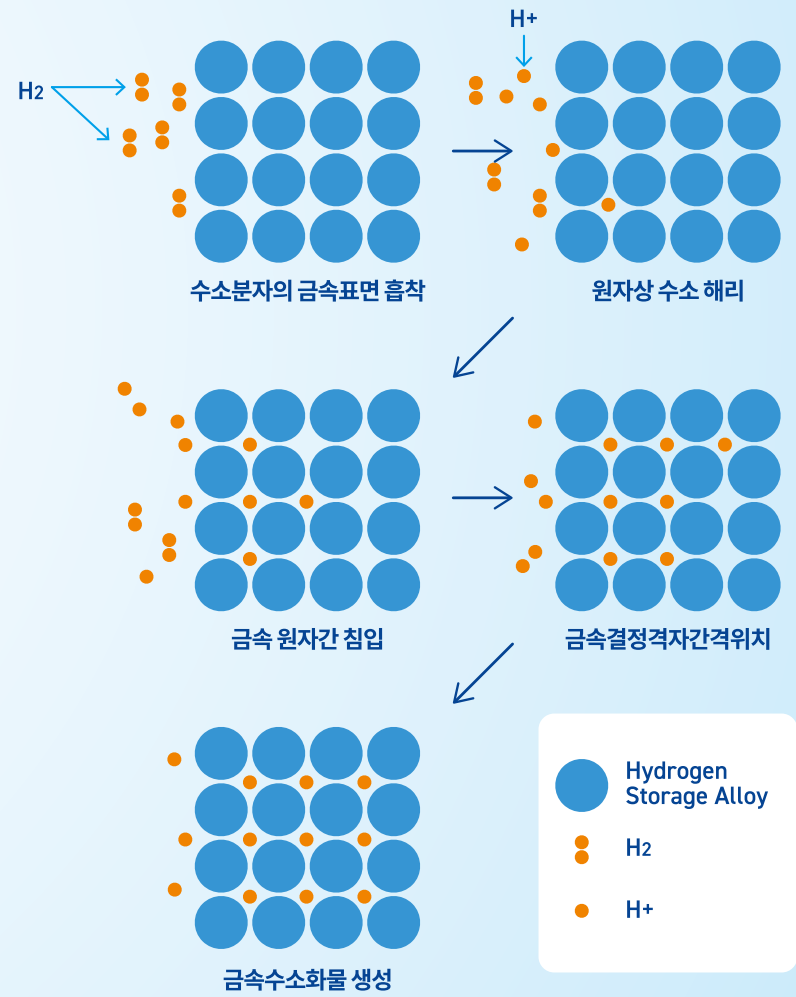 H+
H2
수소분자의 금속표면 흡착
원자상 수소 해리
금속 원자간 침입
금속결정격자간격위치
Hydrogen
Storage Alloy
H2
H+
금속수소화물 생성